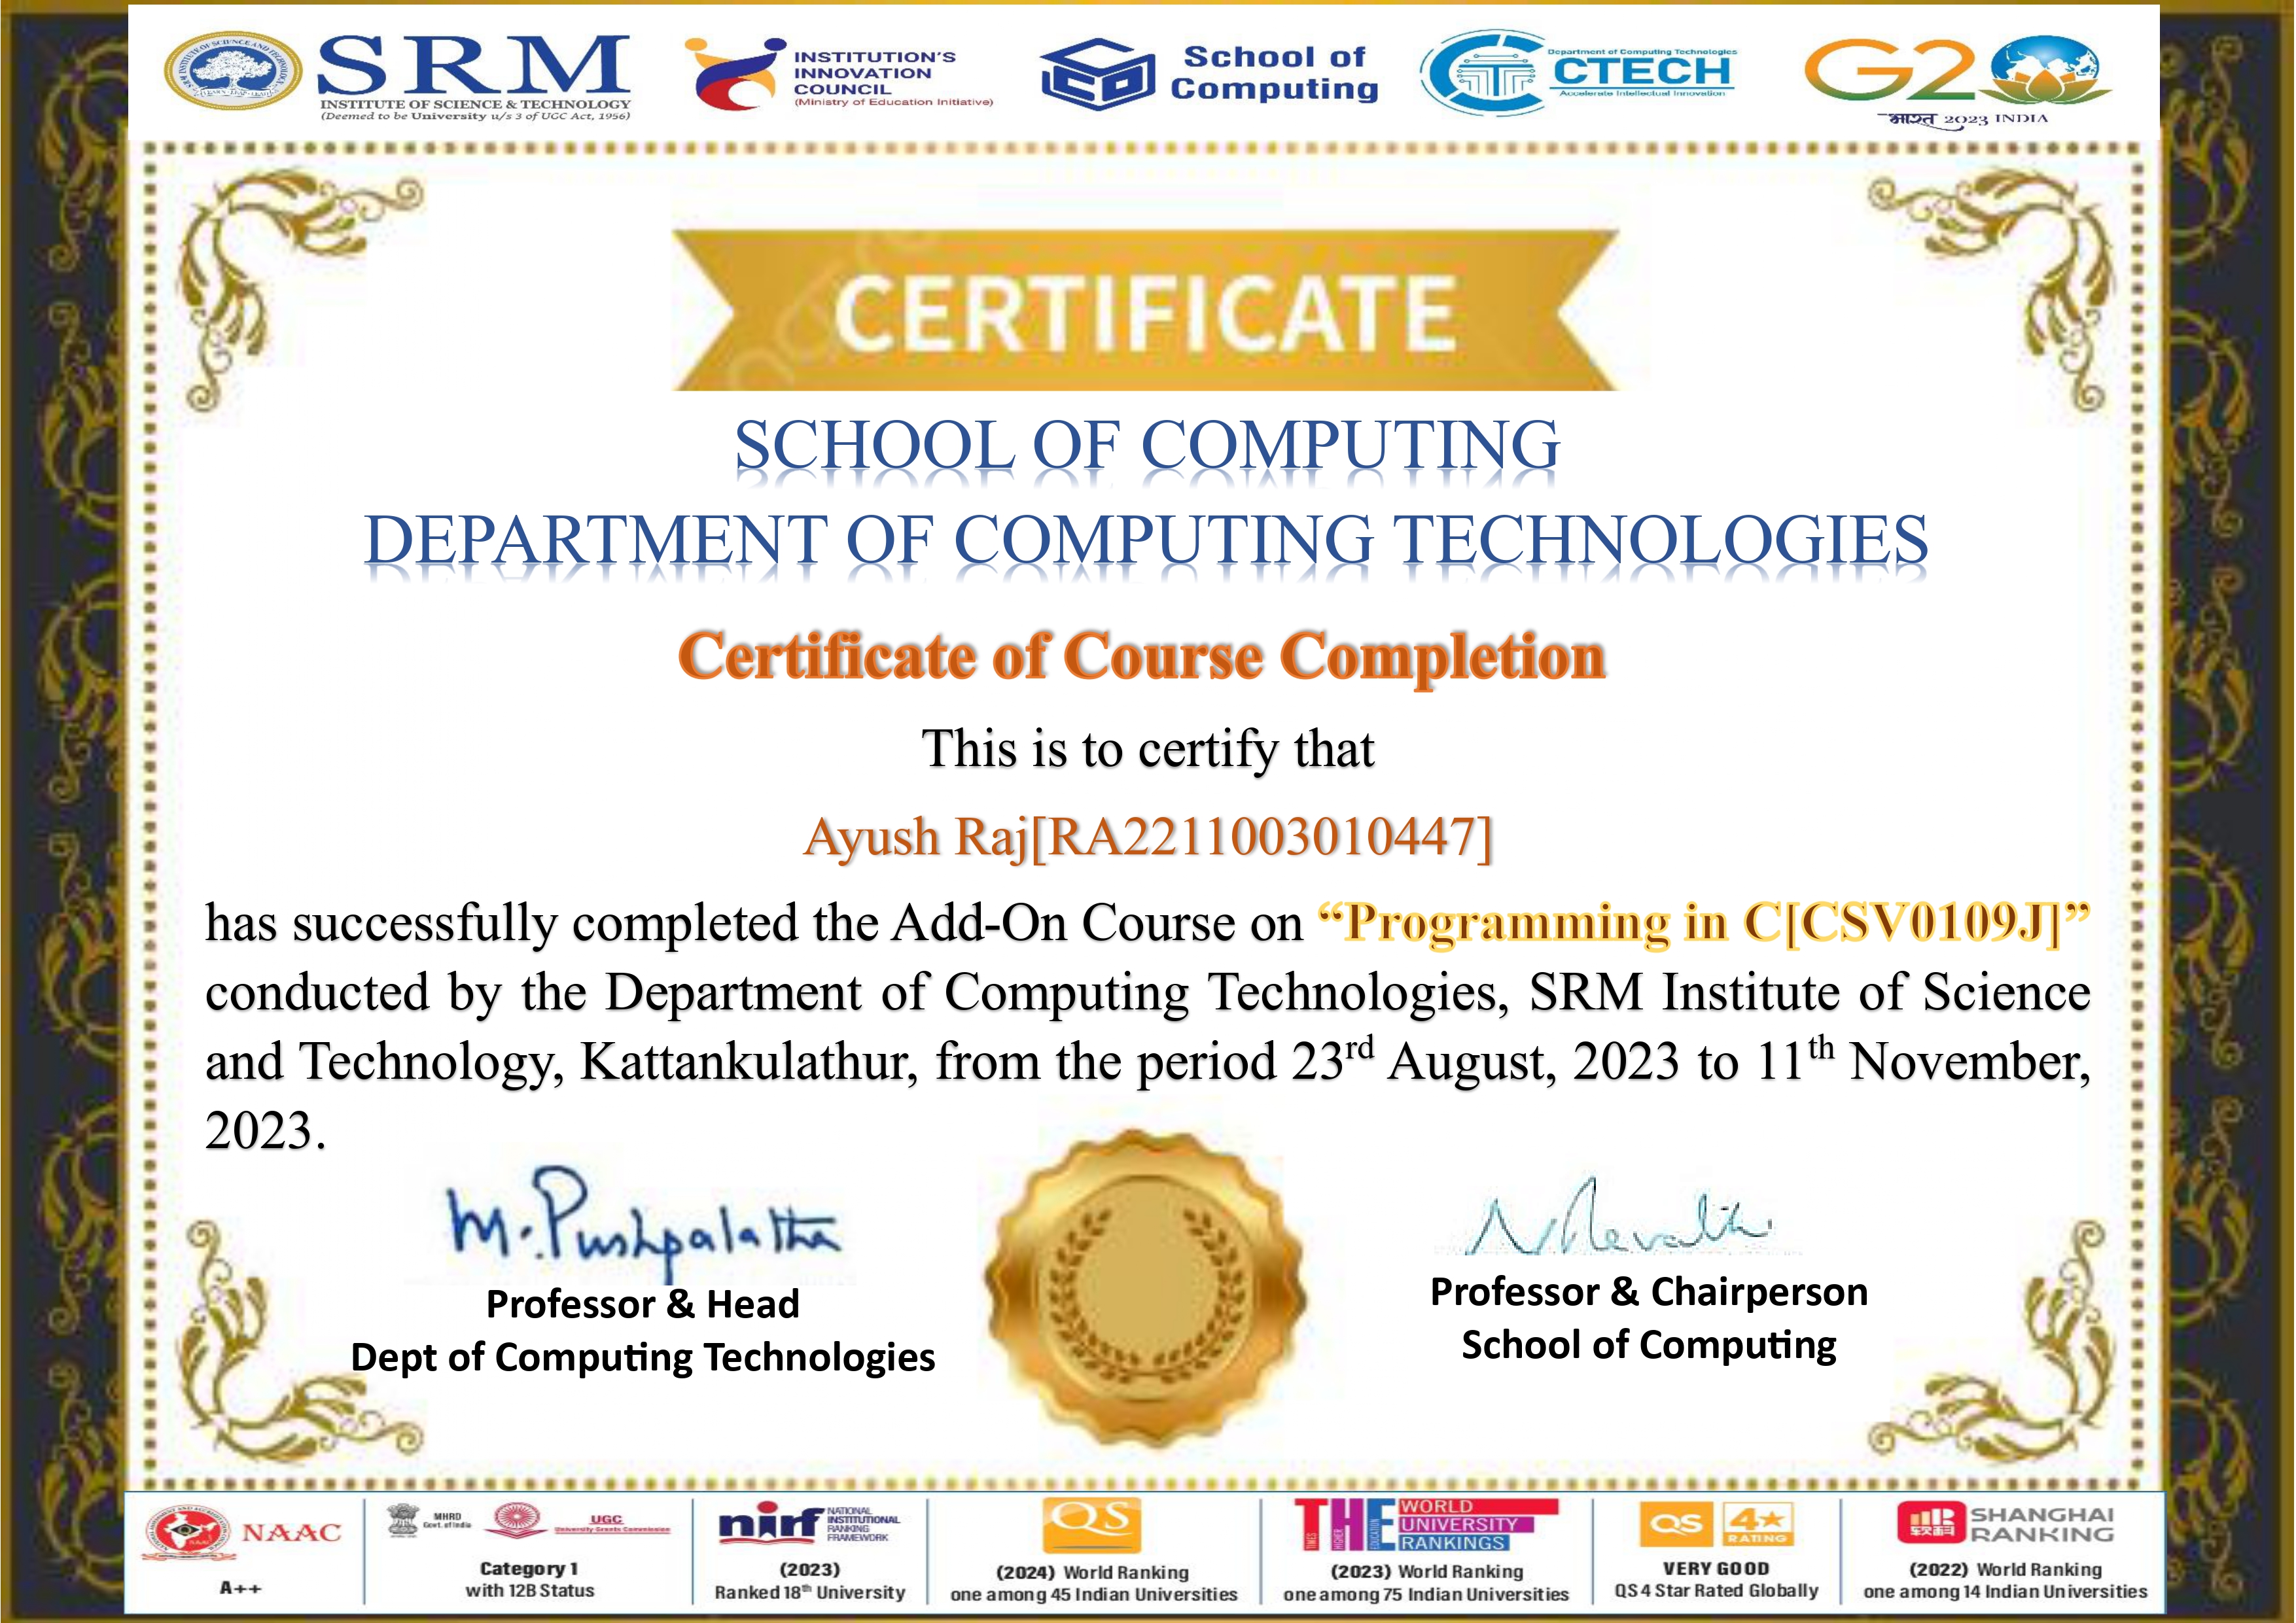 SRM
INSTITUTE OF SCIENCE & TECHNOLOGY
(Deemed to be University u/s 3 of UGC Act, 1956)
INSTITUTION'S
INNOVATION
COUNCIL
(Ministry of Education Initiative)
School of
Computing
Department of Computing Technologies
CTECH
Accelerate Intellectual Innovation
G20
भारत 2023 INDIA
CERTIFICATE
SCHOOL OF COMPUTING
DEPARTMENT OF COMPUTING TECHNOLOGIES
Certificate of Course Completion
This is to certify that
Ayush Raj[RA2211003010447]
has successfully completed the Add-On Course on “Programming in C[CSV0109J]”
conducted by the Department of Computing Technologies, SRM Institute of Science
and Technology, Kattankulathur, from the period 23rd August, 2023 to 11th November,
2023.
M. Pushpalatha
Professor & Head
Dept of Computing Technologies
Professor & Chairperson
School of Computing
NAAC
A++
MHRD
Govt. of India
UGC
University Grants Commission
Category 1
with 12B Status
nirf
NATIONAL
INSTITUTIONAL
RANKING
FRAMEWORK
(2023)
Ranked 18th University
QS
(2024) World Ranking
one among 45 Indian Universities
THE
TIMES HIGHER EDUCATION
WORLD
UNIVERSITY
RANKINGS
(2023) World Ranking
one among 75 Indian Universities
QS 4★
RATING
VERY GOOD
QS 4 Star Rated Globally
软科
SHANGHAI
RANKING
(2022) World Ranking
one among 14 Indian Universities